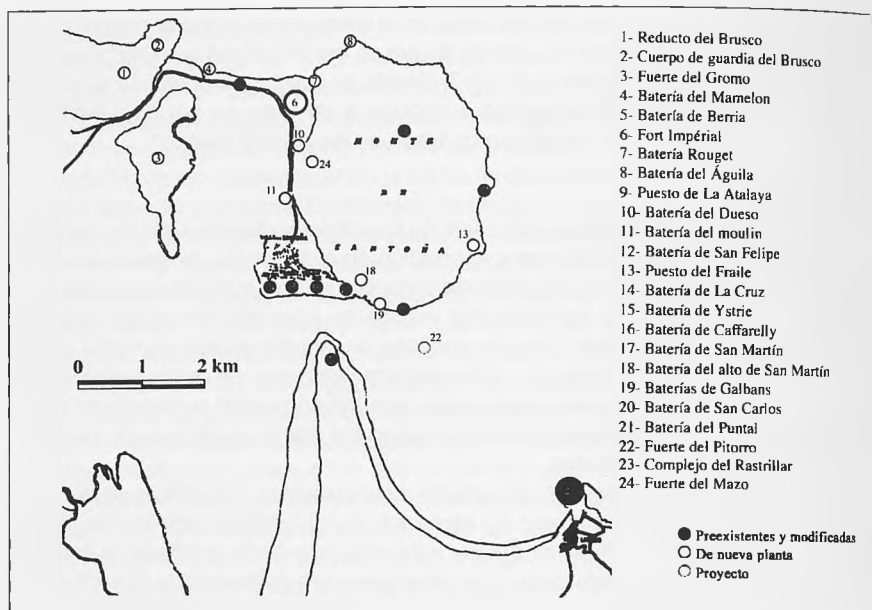 2
1
4
8
7
6
3
10
24
11
MONTE
DE
SANTOÑA
13
18
19
22
0 1 2 km
1- Reducto del Brusco
2- Cuerpo de guardia del Brusco
3- Fuerte del Gromo
4- Batería del Mamelon
5- Batería de Berria
6- Fort Impérial
7- Batería Rouget
8- Batería del Águila
9- Puesto de La Atalaya
10- Batería del Dueso
11- Batería del moulin
12- Batería de San Felipe
13- Puesto del Fraile
14- Batería de La Cruz
15- Batería de Ystrie
16- Batería de Caffarelly
17- Batería de San Martín
18- Batería del alto de San Martín
19- Baterías de Galbans
20- Batería de San Carlos
21- Batería del Puntal
22- Fuerte del Pitorro
23- Complejo del Rastrillar
24- Fuerte del Mazo
Preexistentes y modificadas
De nueva planta
Proyecto